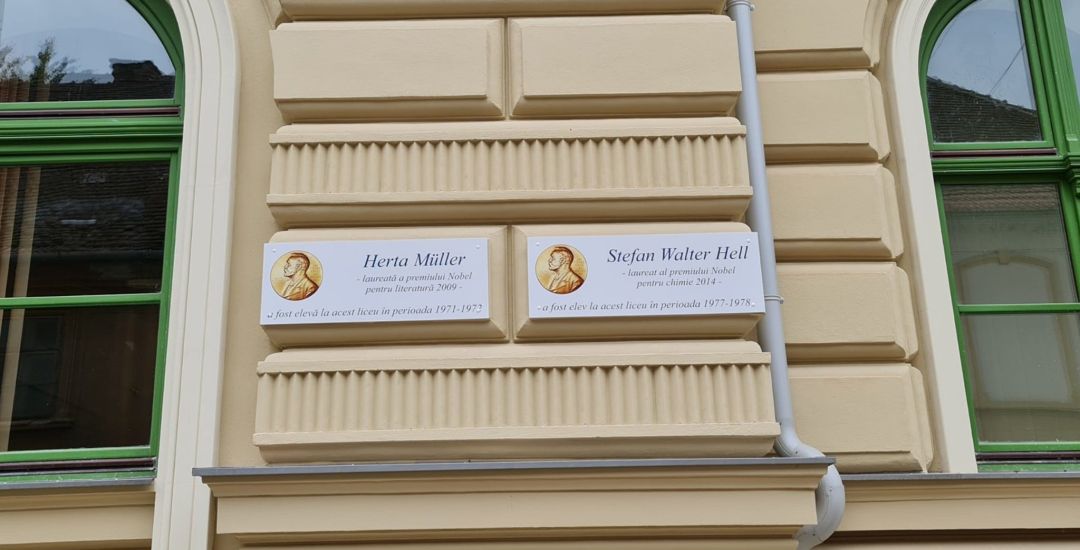 Herta Müller
- laureată a premiului Nobel
pentru literatură 2009 -
a fost elevă la acest liceu în perioada 1971-1972
Stefan Walter Hell
- laureat al premiului Nobel
pentru chimie 2014 -
- a fost elev la acest liceu în perioada 1977-1978